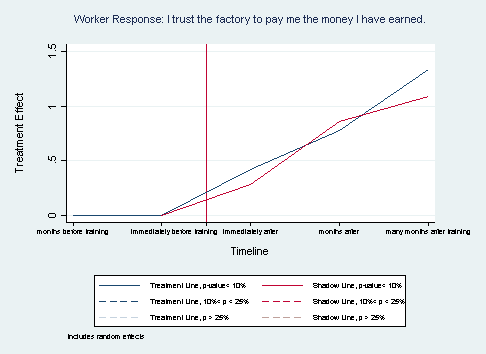 Worker Response: I trust the factory to pay me the money I have earned.
Treatment Effect
1.5
1
.5
0
months before training
immediately before training
immediately after
months after
many months after training
Timeline
Treatment Line, p-value< 10%
Shadow Line, p-value< 10%
Treatment Line, 10%< p < 25%
Shadow Line, 10%< p < 25%
Treatment Line, p > 25%
Shadow Line, p > 25%
Includes random effects